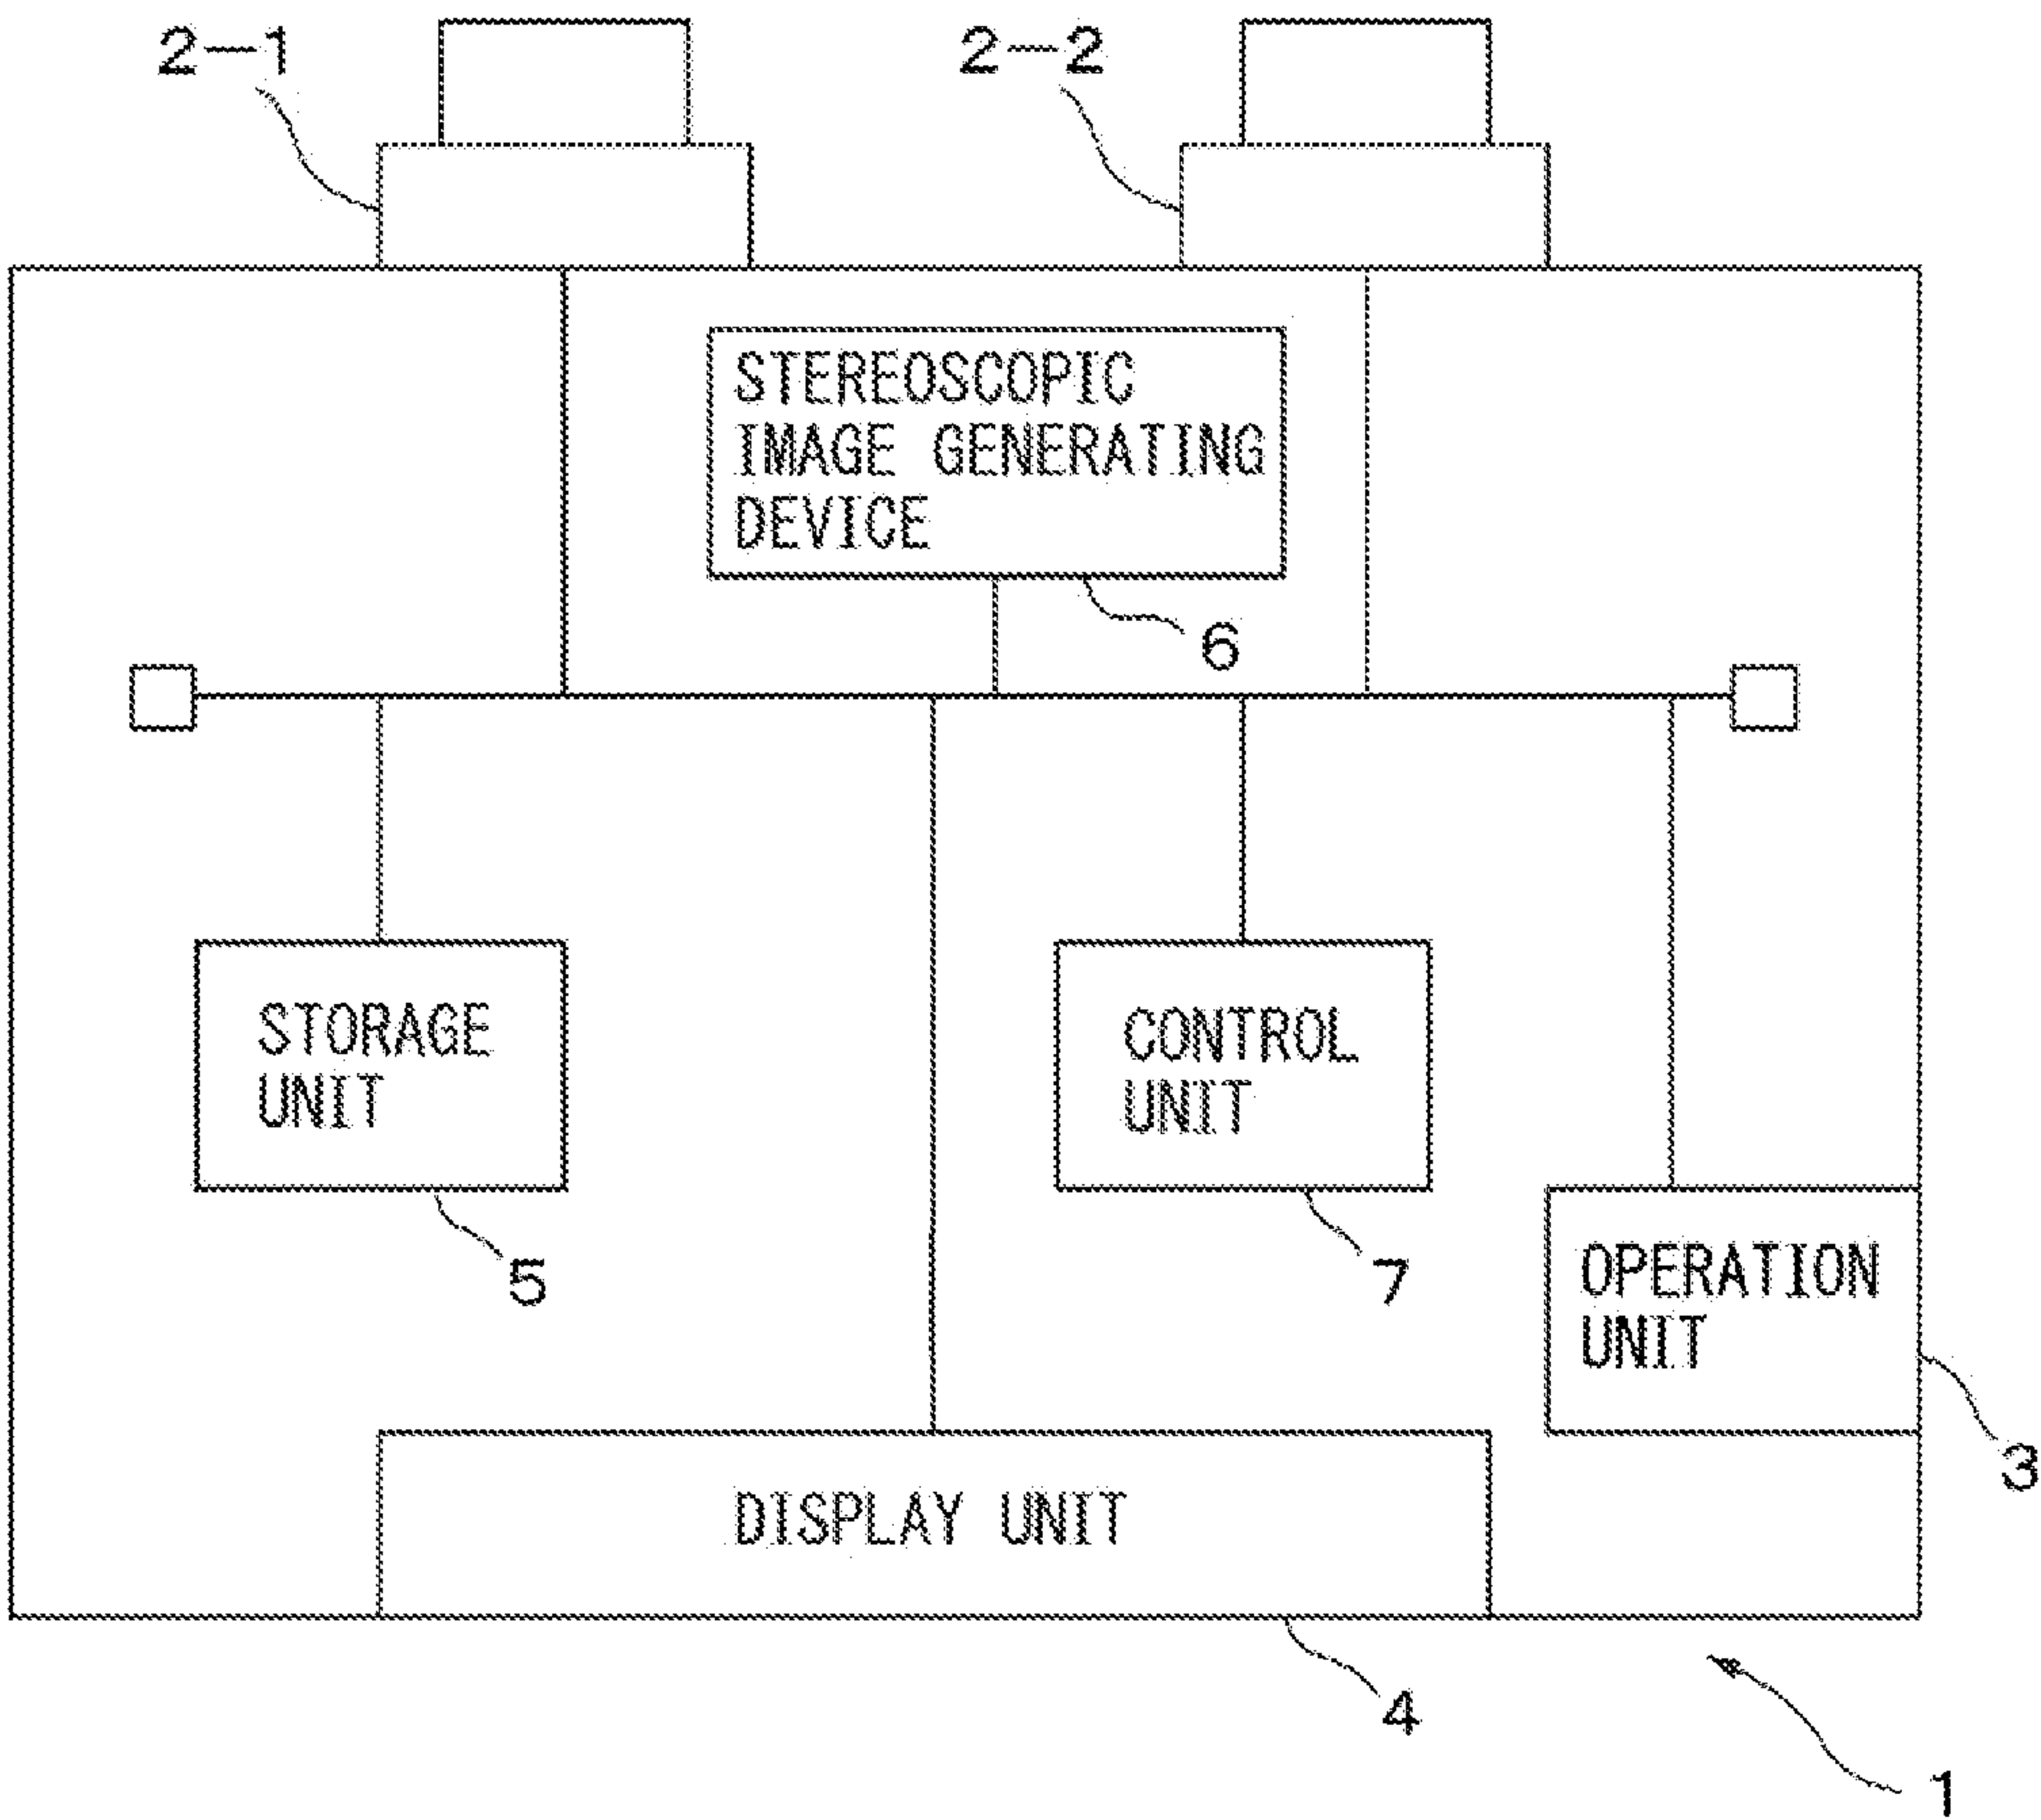 2-1
2-2
STEREOSCOPIC
IMAGE GENERATING
DEVICE
6
STORAGE
UNIT
5
CONTROL
UNIT
7
OPERATION
UNIT
3
DISPLAY UNIT
4
1